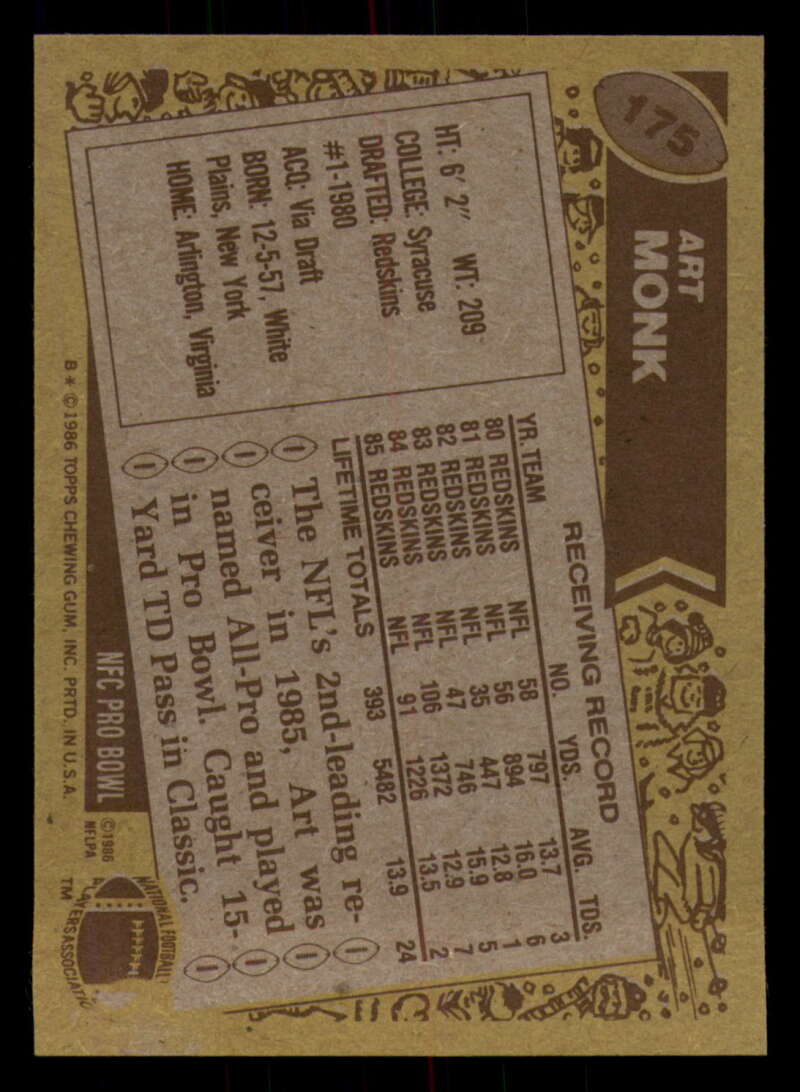 175
ART
MONK
HT: 6' 2" WT: 209
COLLEGE: Syracuse
DRAFTED: Redskins
#1-1980
ACQ: Via Draft
BORN: 12-5-57, White
Plains, New York
HOME: Arlington, Virginia
RECEIVING RECORD
YR. TEAM NO. YDS. AVG. TDS.
80 REDSKINS NFL 58 797 13.7 3
81 REDSKINS NFL 56 894 16.0 6
82 REDSKINS NFL 35 447 12.8 1
83 REDSKINS NFL 47 746 15.9 5
84 REDSKINS NFL 106 1372 12.9 7
85 REDSKINS NFL 91 1226 13.5 2
LIFETIME TOTALS 393 5482 13.9 24
The NFL's 2nd-leading re-
ceiver in 1985, Art was
named All-Pro and played
in Pro Bowl. Caught 15-
Yard TD Pass in Classic.
NFC PRO BOWL
B * © 1986 TOPPS CHEWING GUM, INC. PRTD. IN U.S.A.
© 1986
NFLPA
NATIONAL FOOTBALL
TM